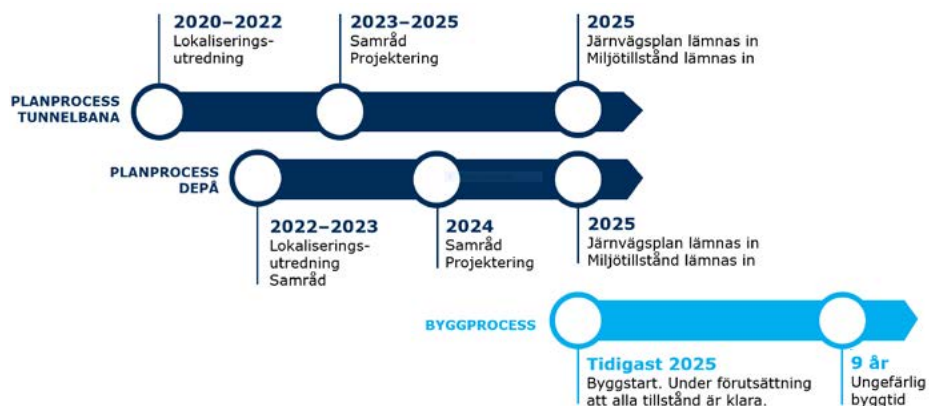 2020–2022
Lokaliserings-
utredning
2023–2025
Samråd
Projektering
2025
Järnvägsplan lämnas in
Miljötillstånd lämnas in
PLANPROCESS
TUNNELBANA
PLANPROCESS
DEPÅ
2022–2023
Lokaliserings-
utredning
Samråd
2024
Samråd
Projektering
2025
Järnvägsplan lämnas in
Miljötillstånd lämnas in
BYGGPROCESS
Tidigast 2025
Byggstart. Under förutsättning
att alla tillstånd är klara.
9 år
Ungefärlig
byggtid